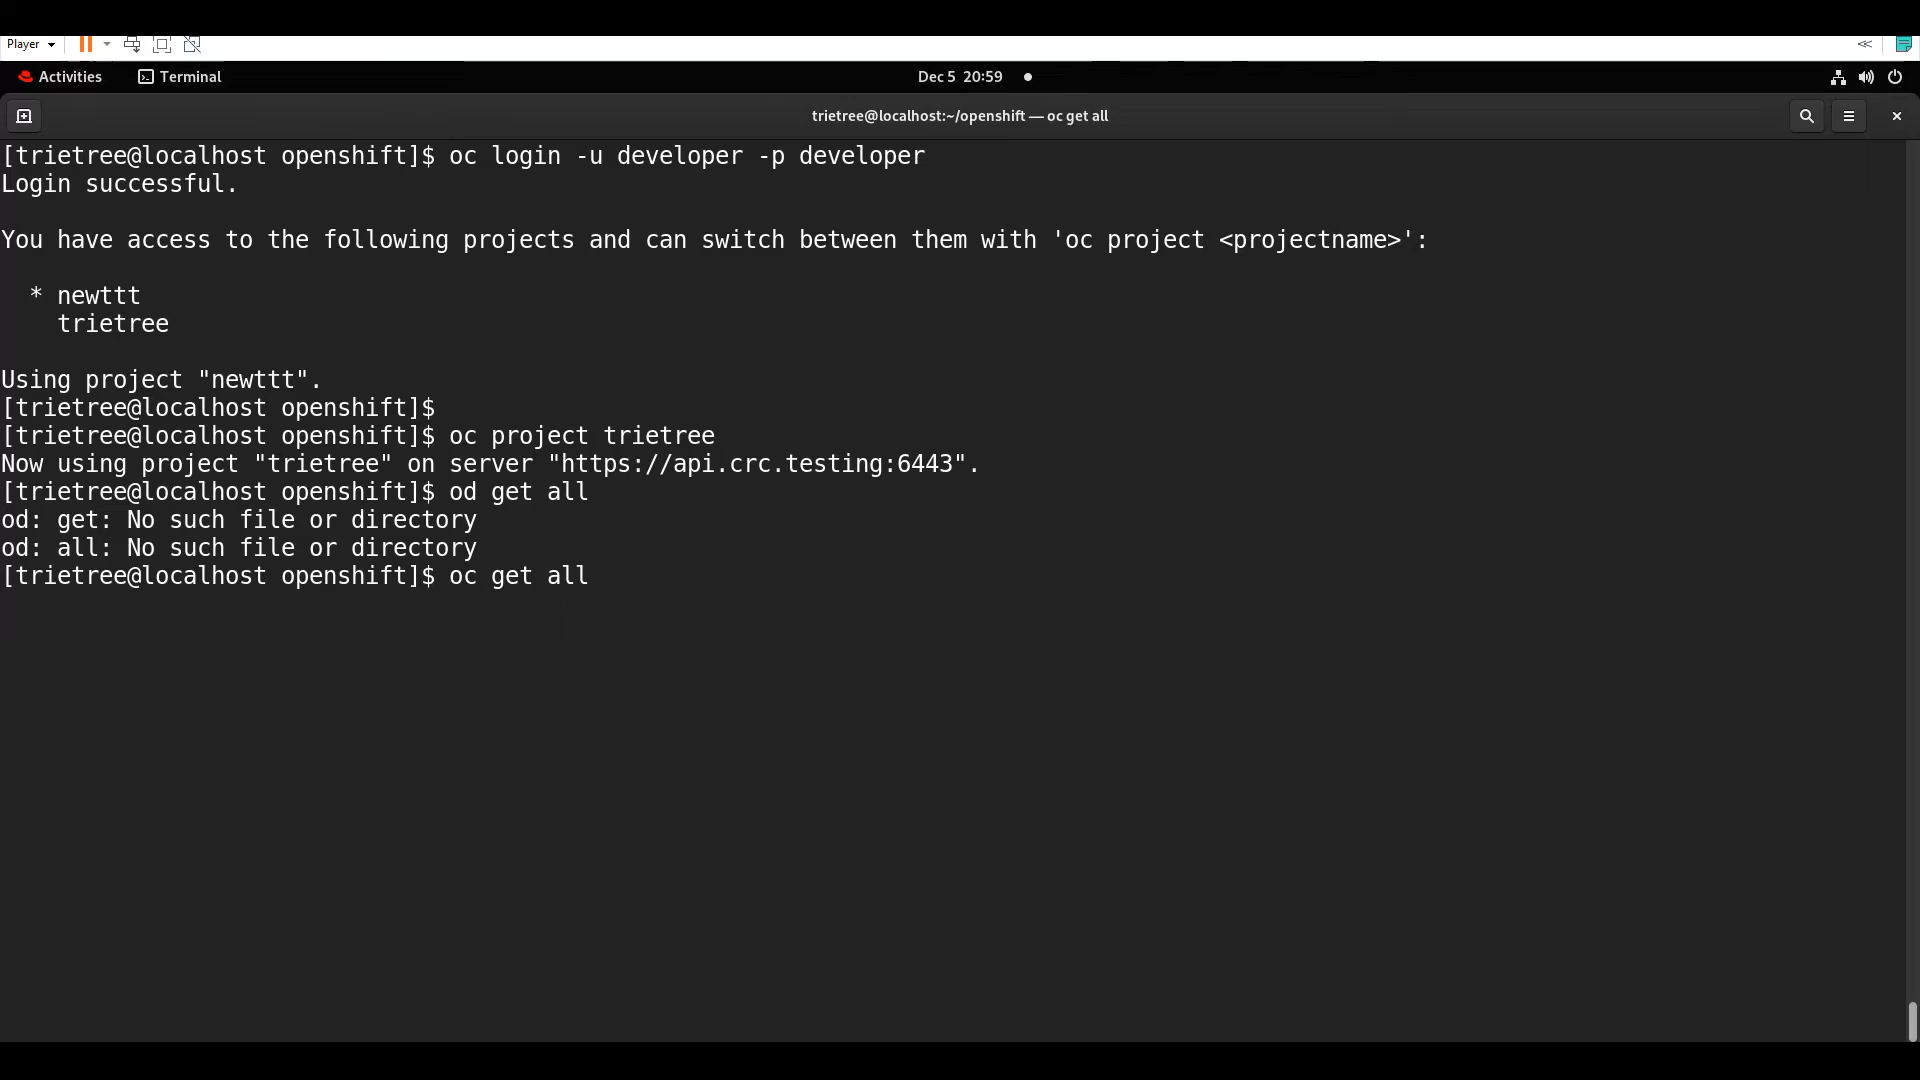 Player
Activities
Terminal
Dec 5 20:59
trietree@localhost:~/openshift — oc get all
[trietree@localhost openshift]$ oc login -u developer -p developer
Login successful.
You have access to the following projects and can switch between them with 'oc project <projectname>':
* newttt
trietree
Using project "newttt".
[trietree@localhost openshift]$
[trietree@localhost openshift]$ oc project trietree
Now using project "trietree" on server "https://api.crc.testing:6443".
[trietree@localhost openshift]$ od get all
od: get: No such file or directory
od: all: No such file or directory
[trietree@localhost openshift]$ oc get all